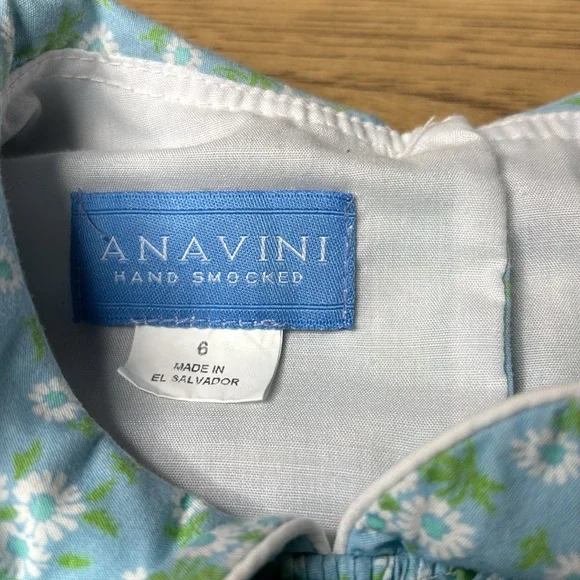 ANAVINI
HAND SMOCKED
6
MADE IN
EL SALVADOR